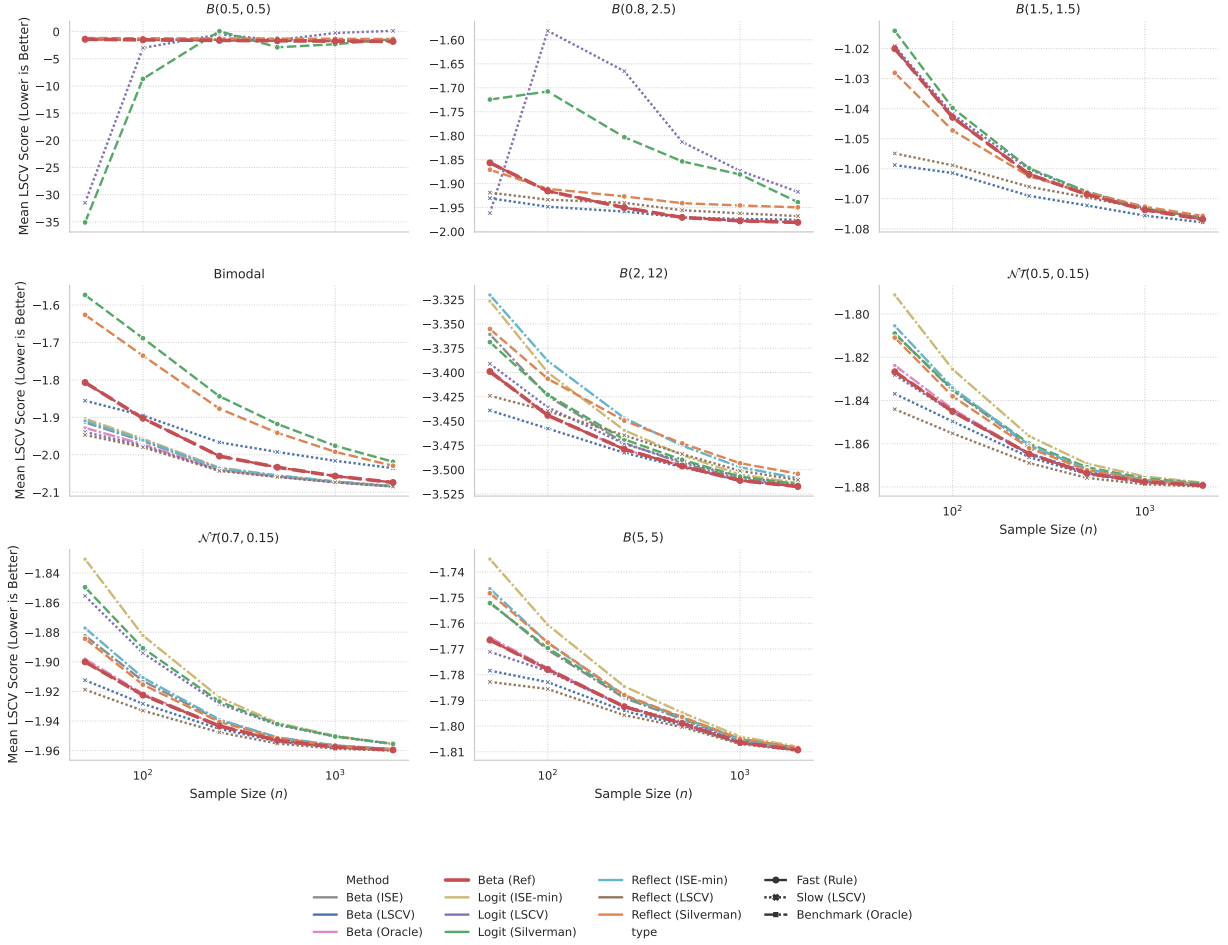 B(0.5, 0.5)
B(0.8, 2.5)
B(1.5, 1.5)
Mean LSCV Score (Lower is Better)
0
−5
−10
−15
−20
−25
−30
−35
−1.60
−1.65
−1.70
−1.75
−1.80
−1.85
−1.90
−1.95
−2.00
−1.02
−1.03
−1.04
−1.05
−1.06
−1.07
−1.08
Bimodal
B(2, 12)
𝒩𝒯(0.5, 0.15)
Mean LSCV Score (Lower is Better)
−1.6
−1.7
−1.8
−1.9
−2.0
−2.1
−3.325
−3.350
−3.375
−3.400
−3.425
−3.450
−3.475
−3.500
−3.525
−1.80
−1.82
−1.84
−1.86
−1.88
10²
10³
Sample Size (n)
𝒩𝒯(0.7, 0.15)
B(5, 5)
Mean LSCV Score (Lower is Better)
−1.84
−1.86
−1.88
−1.90
−1.92
−1.94
−1.96
10²
10³
Sample Size (n)
−1.74
−1.75
−1.76
−1.77
−1.78
−1.79
−1.80
−1.81
10²
10³
Sample Size (n)
Method
Beta (ISE)
Beta (LSCV)
Beta (Oracle)
Beta (Ref)
Logit (ISE-min)
Logit (LSCV)
Logit (Silverman)
Reflect (ISE-min)
Reflect (LSCV)
Reflect (Silverman)
type
Fast (Rule)
Slow (LSCV)
Benchmark (Oracle)